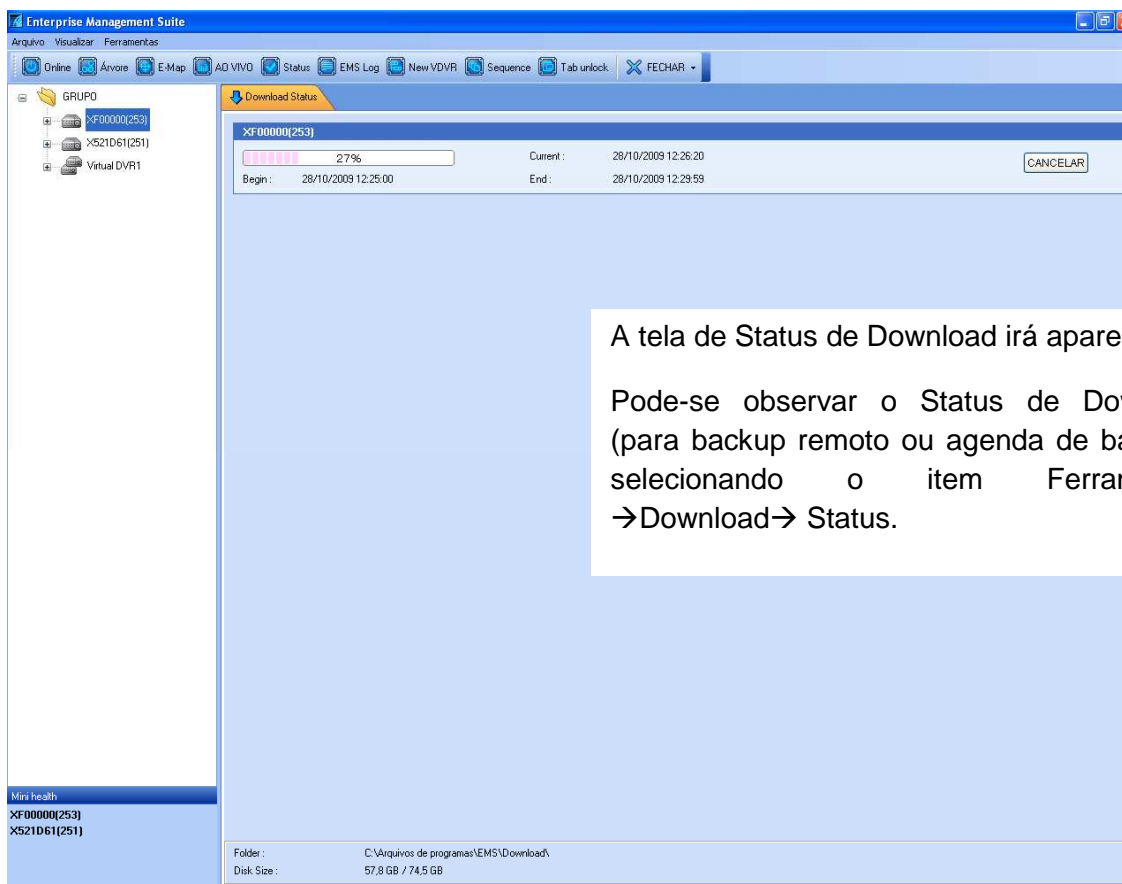 Enterprise Management Suite
Arquivo Visualizar Ferramentas
Online Árvore E-Map AO VIVO Status EMS Log New VDVR Sequence Tab unlock FECHAR
GRUPO
XF00000(253)
X521D61(251)
Virtual DVR1
Download Status
XF00000(253)
27% Current : 28/10/2009 12:26:20 CANCELAR
Begin : 28/10/2009 12:25:00 End : 28/10/2009 12:29:59
A tela de Status de Download irá apare
Pode-se observar o Status de Do
(para backup remoto ou agenda de ba
selecionando o item Ferra
→Download→ Status.
Mini health
XF00000(253)
X521D61(251)
Folder : C:\Arquivos de programas\EMS\Download\
Disk Size : 57,8 GB / 74,5 GB